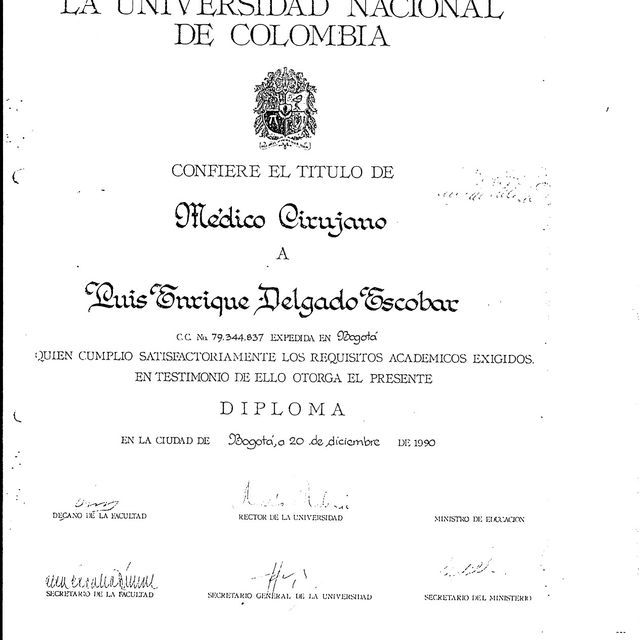 LA UNIVERSIDAD NACIONAL
DE COLOMBIA
CONFIERE EL TITULO DE
Médico Cirujano
A
Luis Enrique Delgado Escobar
C.C. No. 79.344.837 EXPEDIDA EN Bogotá
QUIEN CUMPLIO SATISFACTORIAMENTE LOS REQUISITOS ACADEMICOS EXIGIDOS.
EN TESTIMONIO DE ELLO OTORGA EL PRESENTE
DIPLOMA
EN LA CIUDAD DE Bogotá, a 20 de diciembre DE 1990
DECANO DE LA FACULTAD RECTOR DE LA UNIVERSIDAD MINISTRO DE EDUCACION
SECRETARIO DE LA FACULTAD SECRETARIO GENERAL DE LA UNIVERSIDAD SECRETARIO DEL MINISTERIO